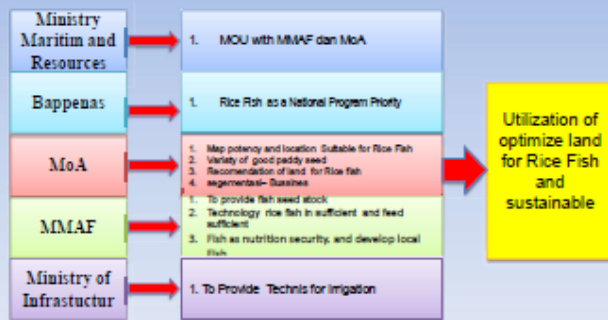 Ministry
Maritim and
Resources
1. MOU with MMAF dan MoA
Bappenas
1. Rice Fish as a National Program Priority
MoA
1. Map potency and location Suitable for Rice Fish
2. Variaty of good paddy seed
3. Recomendation of land for Rice fish
4. segementasi– Bussines
MMAF
1. To provide fish seed stock
2. Technology rice fish in sufficient and feed
sufficient
3. Fish as nutrition security. and develop local
fish
Ministry of
Infrastuctur
1. To Provide Technis for Irrigation
Utilization of
optimize land
for Rice Fish
and
sustainable